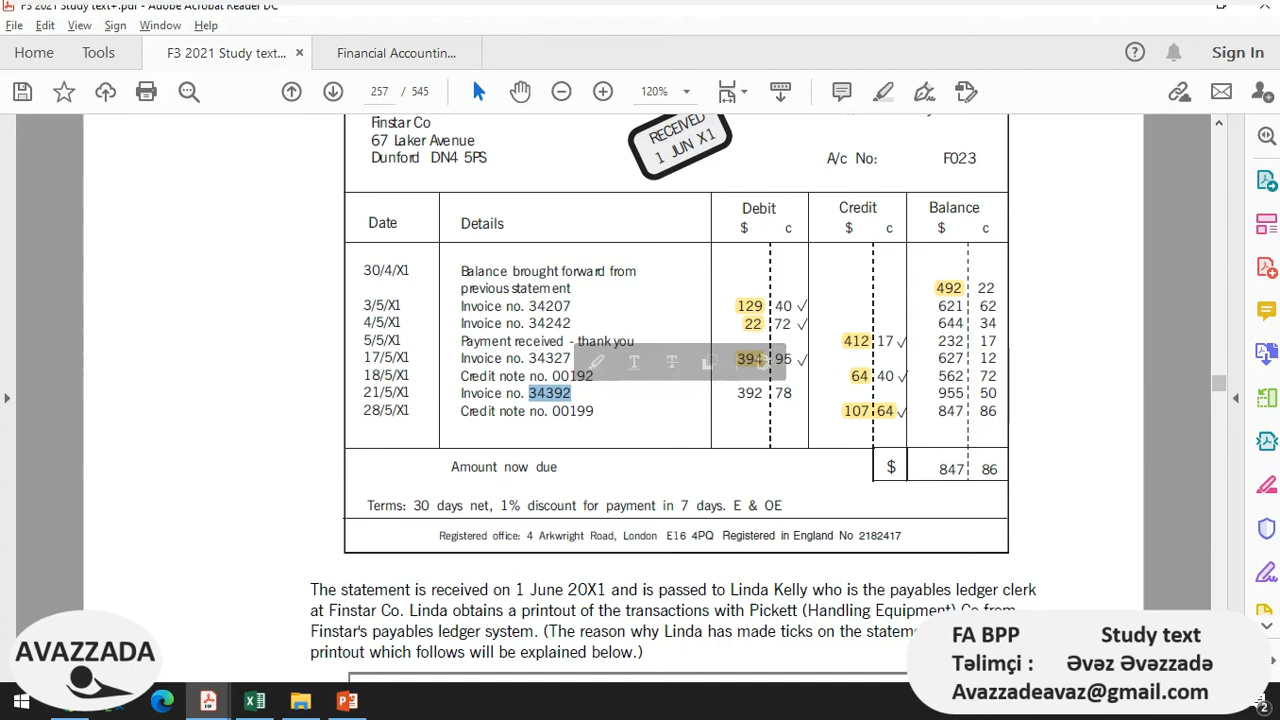 F3 2021 Study text+.pdf - Adobe Acrobat Reader DC
File Edit View Sign Window Help
Home Tools F3 2021 Study text... × Financial Accountin... Sign In
257 / 545 120%
Finstar Co
67 Laker Avenue
Dunford DN4 5PS
RECEIVED
1 JUN X1
A/c No: F023
Date Details Debit Credit Balance
$ c $ c $ c
30/4/X1 Balance brought forward from
previous statement 492 22
3/5/X1 Invoice no. 34207 129 40 ✓ 621 62
4/5/X1 Invoice no. 34242 22 72 ✓ 644 34
5/5/X1 Payment received - thank you 412 17 ✓ 232 17
17/5/X1 Invoice no. 34327 394 95 ✓ 627 12
18/5/X1 Credit note no. 00192 64 40 ✓ 562 72
21/5/X1 Invoice no. 34392 392 78 955 50
28/5/X1 Credit note no. 00199 107 64 ✓ 847 86
Amount now due $ 847 86
Terms: 30 days net, 1% discount for payment in 7 days. E & OE
Registered office: 4 Arkwright Road, London E16 4PQ Registered in England No 2182417
The statement is received on 1 June 20X1 and is passed to Linda Kelly who is the payables ledger clerk
at Finstar Co. Linda obtains a printout of the transactions with Pickett (Handling Equipment) Co from
Finstar's payables ledger system. (The reason why Linda has made ticks on the statem
printout which follows will be explained below.)
AVAZZADA
FA BPP Study text
Təlimçi : Əvəz Əvəzzadə
Avazzadeavaz@gmail.com
2